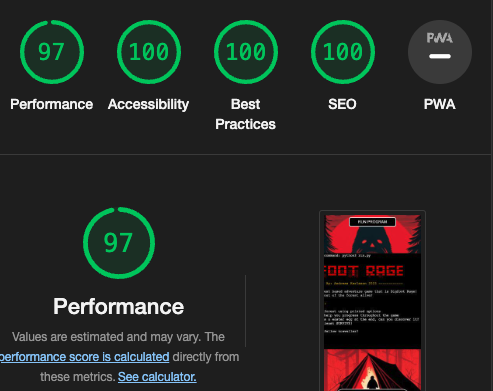 97
100
100
100
PWA
Performance
Accessibility
Best
Practices
SEO
PWA
97
Performance
Values are estimated and may vary. The
performance score is calculated directly from
these metrics. See calculator.
RUN PROGRAM
FOOT RAGE